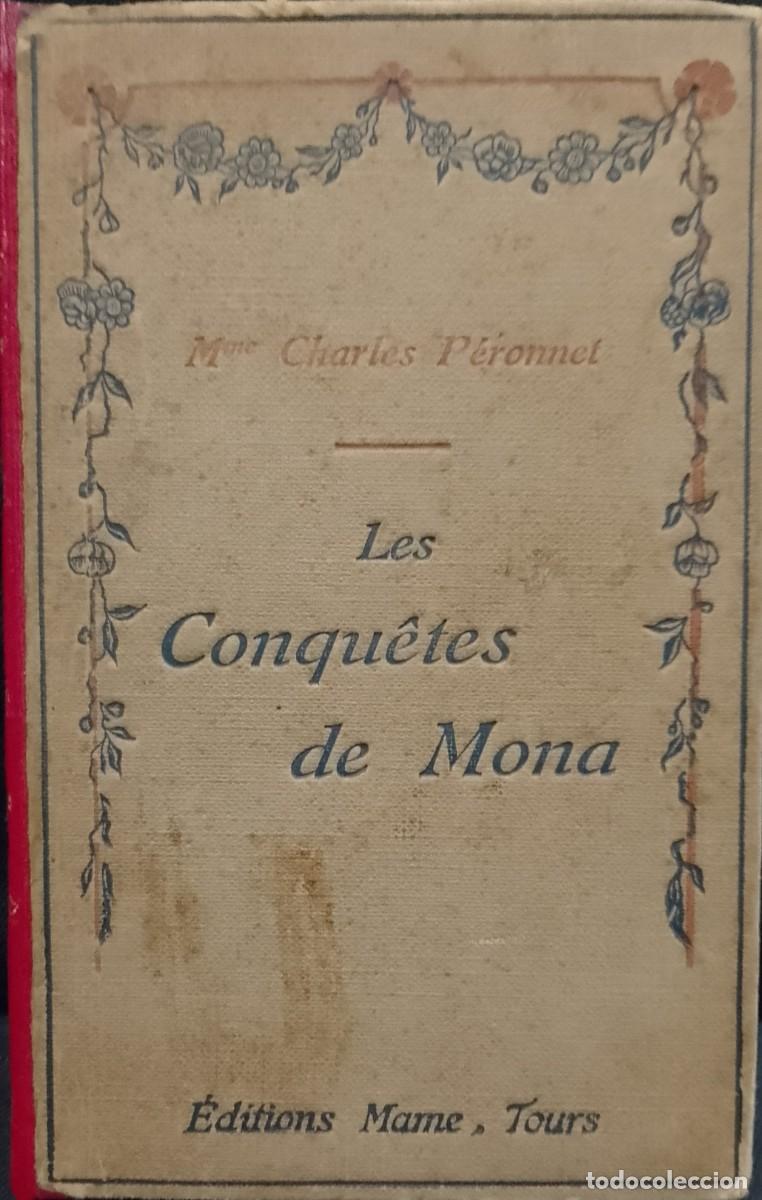 Mme Charles Péronnet
Les
Conquêtes
de Mona
Éditions Mame, Tours
todocoleccion